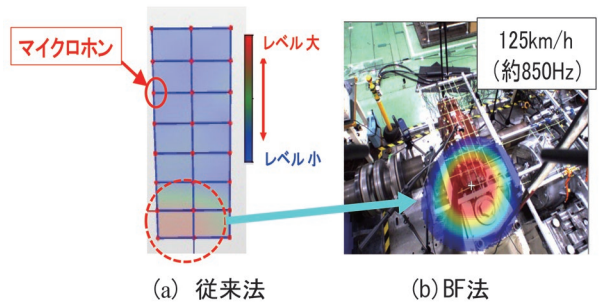 マイクロホン
レベル 大
レベル 小
125km/h
(約850Hz)
(a) 従来法
(b) BF法